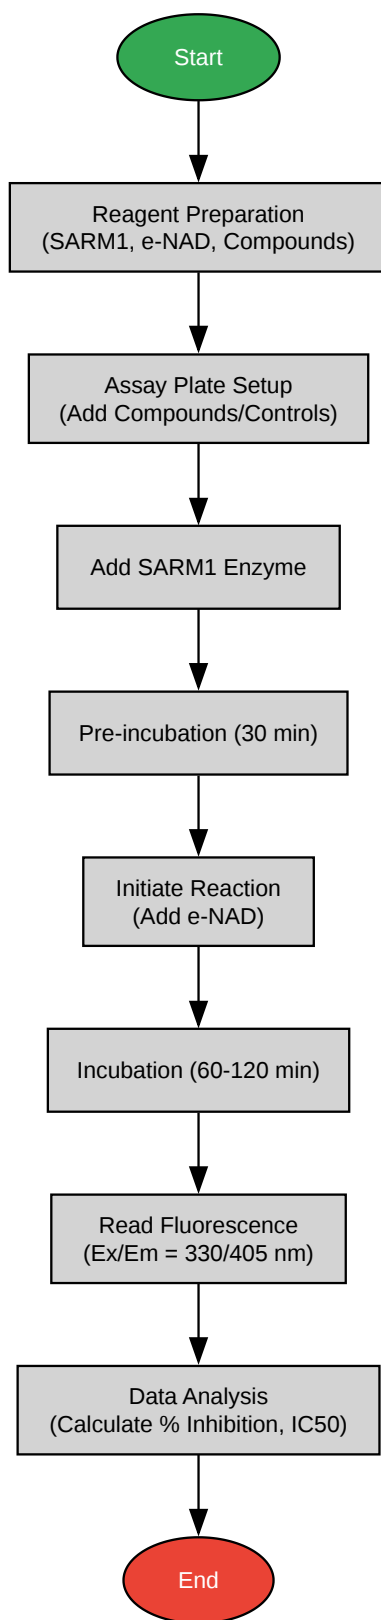 Start
Reagent Preparation
(SARM1, e-NAD, Compounds)
Assay Plate Setup
(Add Compounds/Controls)
Add SARM1 Enzyme
Pre-incubation (30 min)
Initiate Reaction
(Add e-NAD)
Incubation (60-120 min)
Read Fluorescence
(Ex/Em = 330/405 nm)
Data Analysis
(Calculate % Inhibition, IC50)
End